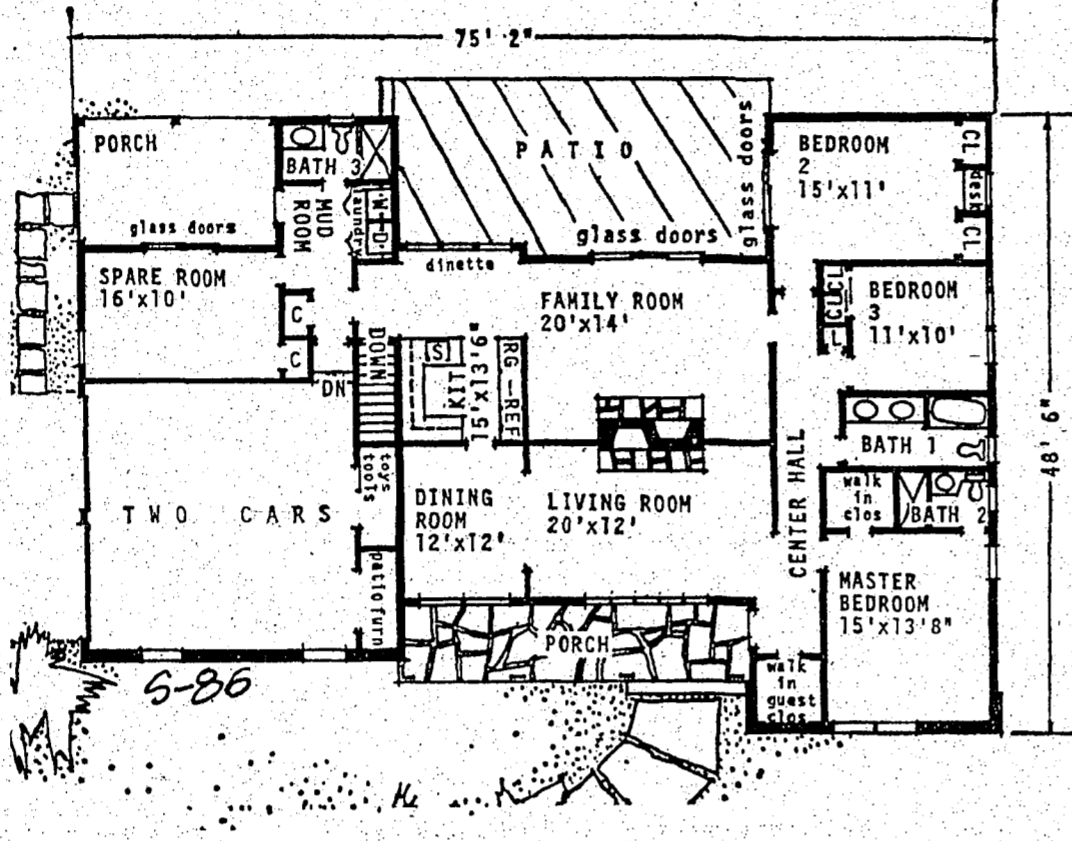 75' 2"
PORCH
BATH 3
MUD
ROOM
laundry
W
D
glass doors
PATIO
glass doors
glass doors
dinette
BEDROOM
2
15'x11'
CL
desk
CL
SPARE ROOM
16'x10'
C
C
DN
DOWN
S
KIT
15'x13'6"
RG-REF
FAMILY ROOM
20'x14'
CL
CL
L
BEDROOM
3
11'x10'
48' 6"
BATH 1
walk
in
clos
BATH 2
CENTER HALL
TWO CARS
toys
tools
patio furn
DINING
ROOM
12'x12'
LIVING ROOM
20'x12'
MASTER
BEDROOM
15'x13'8"
PORCH
walk
in
guest
clos
S-86